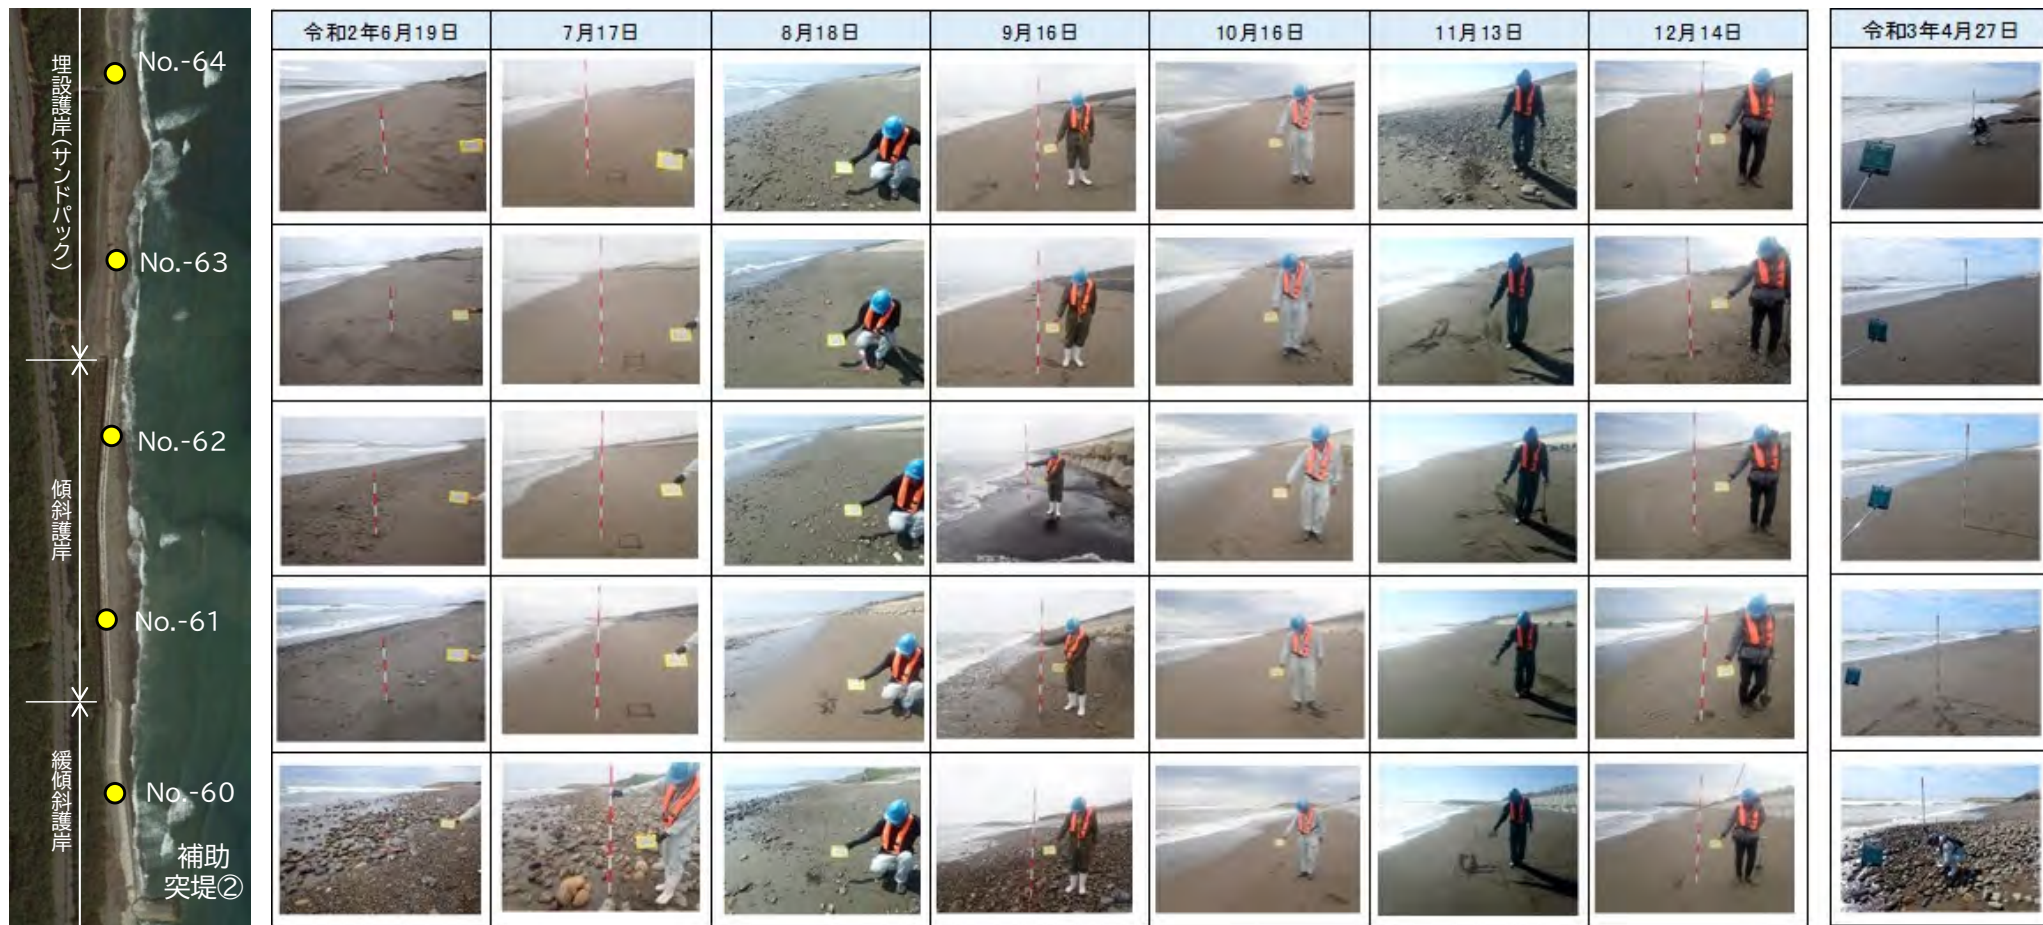 埋設護岸(サンドパック)
傾斜護岸
緩傾斜護岸
No.-64
No.-63
No.-62
No.-61
No.-60
補助
突堤②
令和2年6月19日
7月17日
8月18日
9月16日
10月16日
11月13日
12月14日
令和3年4月27日